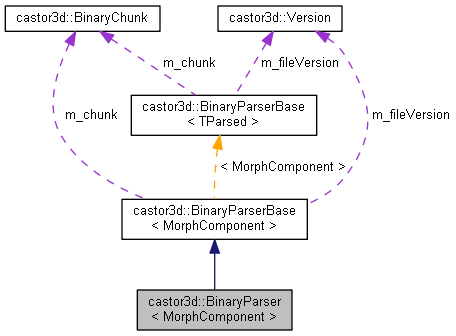 castor3d::BinaryChunk
castor3d::Version
m_chunk
m_fileVersion
m_chunk
castor3d::BinaryParserBase
< TParsed >
m_fileVersion
< MorphComponent >
castor3d::BinaryParserBase
< MorphComponent >
castor3d::BinaryParser
< MorphComponent >